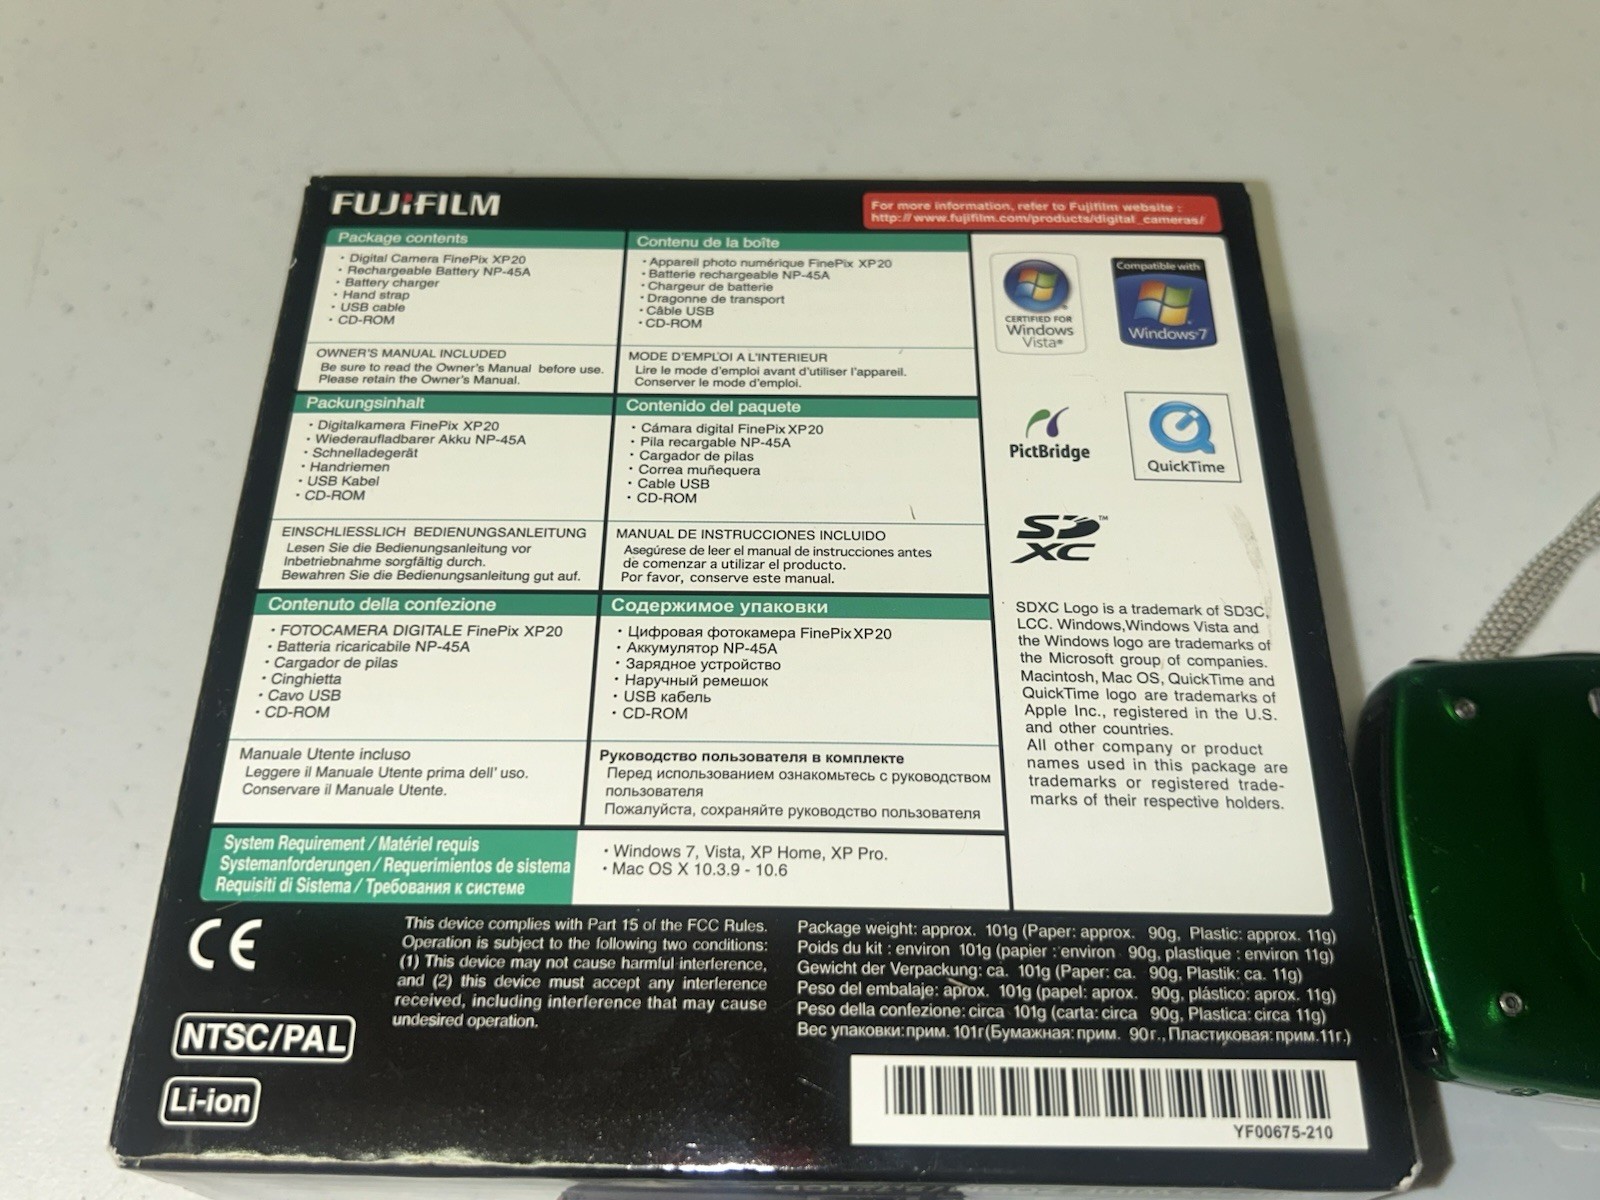 FUJIFILM
For more information, refer to Fujifilm website :
http://www.fujifilm.com/products/digital_cameras/
Package contents
· Digital Camera FinePix XP20
· Rechargeable Battery NP-45A
· Battery charger
· Hand strap
· USB cable
· CD-ROM
OWNER'S MANUAL INCLUDED
Be sure to read the Owner's Manual before use.
Please retain the Owner's Manual.
Contenu de la boîte
· Appareil photo numérique FinePix XP20
· Batterie rechargeable NP-45A
· Chargeur de batterie
· Dragonne de transport
· Câble USB
· CD-ROM
MODE D'EMPLOI A L'INTERIEUR
Lire le mode d'emploi avant d'utiliser l'appareil.
Conserver le mode d'emploi.
Packungsinhalt
· Digitalkamera FinePix XP20
· Wiederaufladbarer Akku NP-45A
· Schnelladegerät
· Handriemen
· USB Kabel
· CD-ROM
EINSCHLIESSLICH BEDIENUNGSANLEITUNG
Lesen Sie die Bedienungsanleitung vor
Inbetriebnahme sorgfältig durch.
Bewahren Sie die Bedienungsanleitung gut auf.
Contenido del paquete
· Cámara digital FinePix XP20
· Pila recargable NP-45A
· Cargador de pilas
· Correa muñequera
· Cable USB
· CD-ROM
MANUAL DE INSTRUCCIONES INCLUIDO
Asegúrese de leer el manual de instrucciones antes
de comenzar a utilizar el producto.
Por favor, conserve este manual.
Contenuto della confezione
· FOTOCAMERA DIGITALE FinePix XP20
· Batteria ricaricabile NP-45A
· Cargador de pilas
· Cinghietta
· Cavo USB
· CD-ROM
Manuale Utente incluso
Leggere il Manuale Utente prima dell' uso.
Conservare il Manuale Utente.
Содержимое упаковки
· Цифровая фотокамера FinePix XP20
· Аккумулятор NP-45A
· Зарядное устройство
· Наручный ремешок
· USB кабель
· CD-ROM
Руководство пользователя в комплекте
Перед использованием ознакомьтесь с руководством
пользователя
Пожалуйста, сохраняйте руководство пользователя
System Requirement / Matériel requis
Systemanforderungen / Requerimientos de sistema
Requisiti di Sistema / Требования к системе
· Windows 7, Vista, XP Home, XP Pro.
· Mac OS X 10.3.9 - 10.6
CERTIFIED FOR
Windows
Vista®
Compatible with
Windows 7
PictBridge
QuickTime
SD
XC™
SDXC Logo is a trademark of SD3C,
LCC. Windows,Windows Vista and
the Windows logo are trademarks of
the Microsoft group of companies.
Macintosh, Mac OS, QuickTime and
QuickTime logo are trademarks of
Apple Inc., registered in the U.S.
and other countries.
All other company or product
names used in this package are
trademarks or registered trade-
marks of their respective holders.
CE
NTSC/PAL
Li-ion
This device complies with Part 15 of the FCC Rules.
Operation is subject to the following two conditions:
(1) This device may not cause harmful interference,
and (2) this device must accept any interference
received, including interference that may cause
undesired operation.
Package weight: approx. 101g (Paper: approx. 90g, Plastic: approx. 11g)
Poids du kit : environ 101g (papier : environ 90g, plastique : environ 11g)
Gewicht der Verpackung: ca. 101g (Paper: ca. 90g, Plastik: ca. 11g)
Peso del embalaje: aprox. 101g (papel: aprox. 90g, plástico: aprox. 11g)
Peso della confezione: circa 101g (carta: circa 90g, Plastica: circa 11g)
Вес упаковки: прим. 101г (Бумажная: прим. 90г., Пластиковая: прим.11г.)
YF00675-210